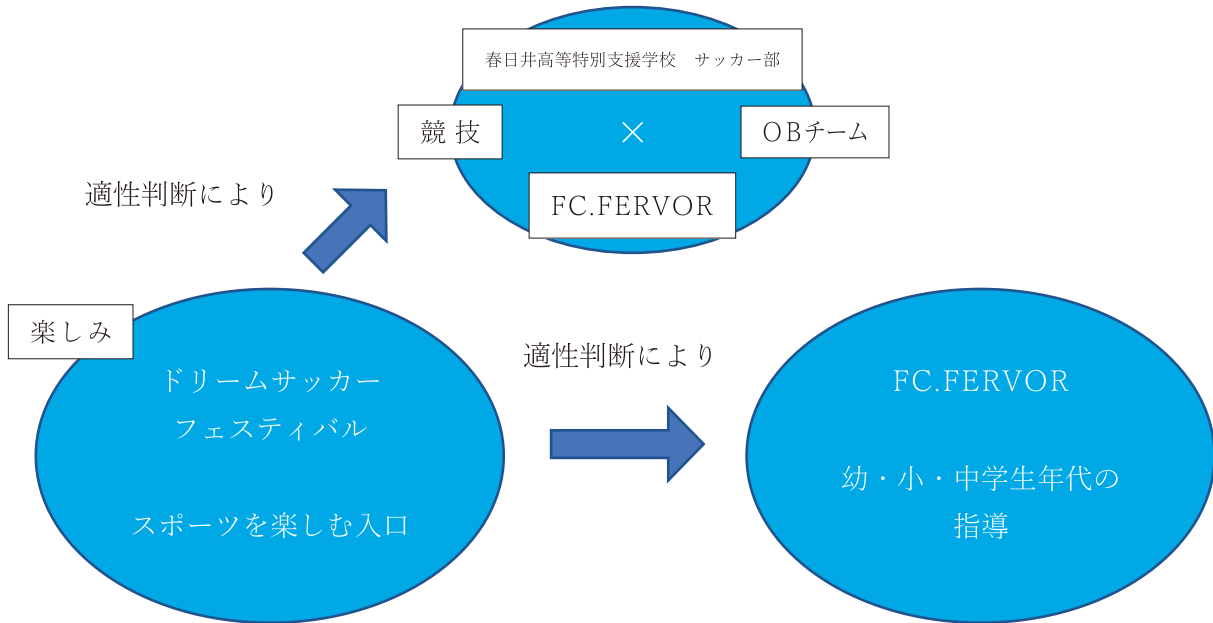 春日井高等特別支援学校　サッカー部
競 技
×
OBチーム
FC.FERVOR
適性判断により
楽しみ
ドリームサッカー
フェスティバル
スポーツを楽しむ入口
適性判断により
FC.FERVOR
幼・小・中学生年代の
指導